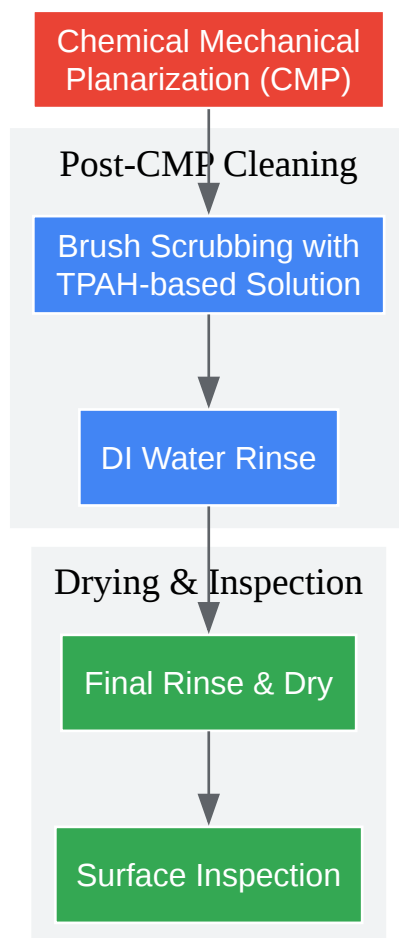 Chemical Mechanical
Planarization (CMP)
Post-CMP Cleaning
Brush Scrubbing with
TPAH-based Solution
DI Water Rinse
Drying & Inspection
Final Rinse & Dry
Surface Inspection